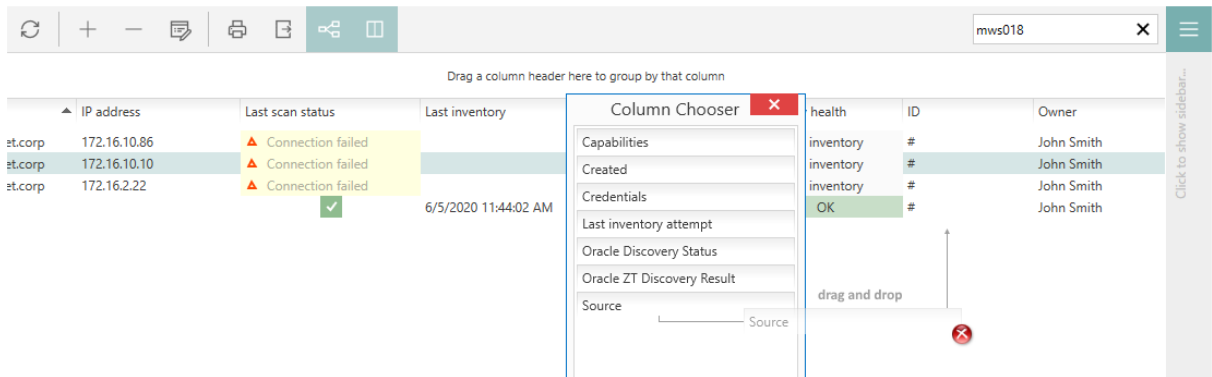 mws018
Drag a column header here to group by that column
IP address Last scan status Last inventory health ID Owner
Column Chooser
et.corp 172.16.10.86 Connection failed inventory # John Smith
et.corp 172.16.10.10 Connection failed inventory # John Smith
et.corp 172.16.2.22 Connection failed inventory # John Smith
6/5/2020 11:44:02 AM OK # John Smith
Capabilities
Created
Credentials
Last inventory attempt
Oracle Discovery Status
Oracle ZT Discovery Result
Source
drag and drop
Source
Click to show sidebar...